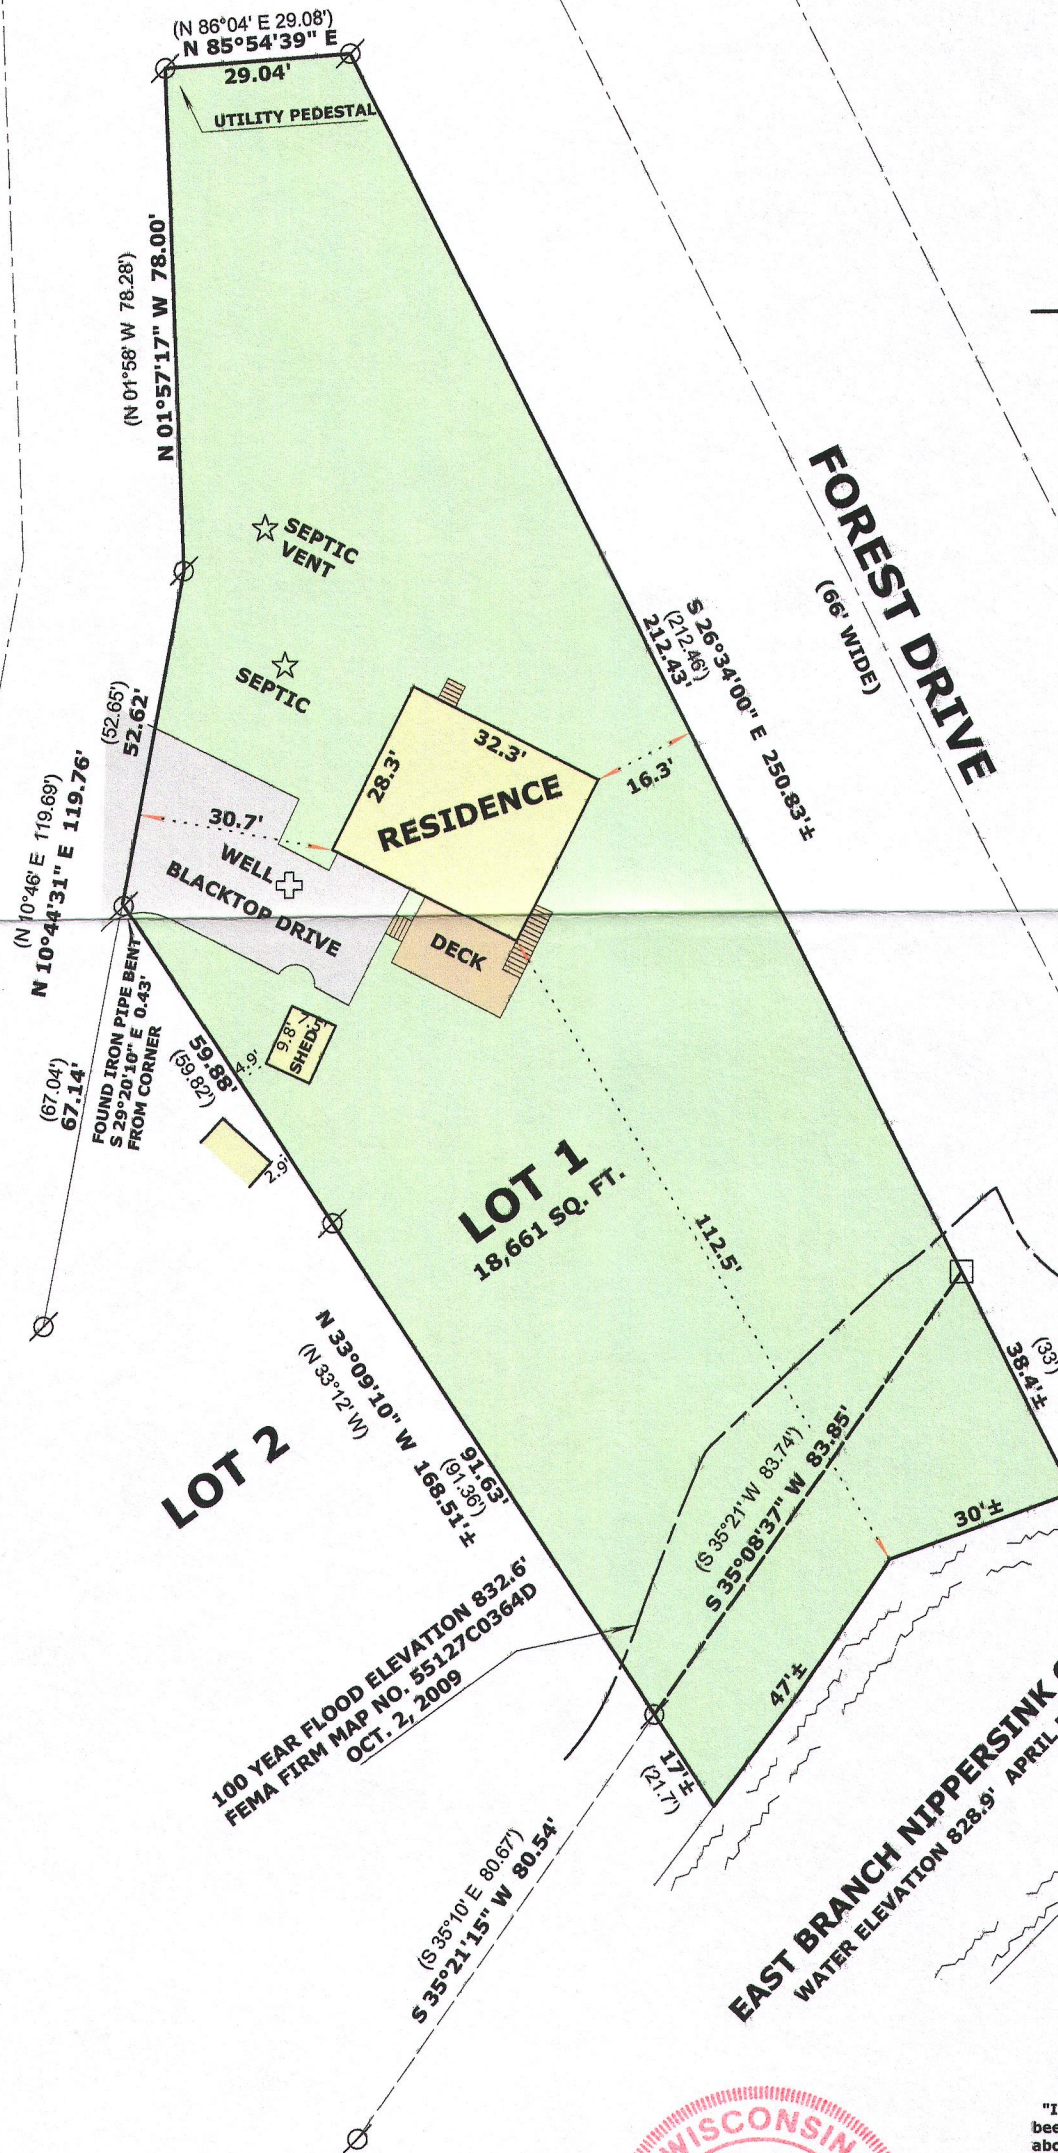 (N 86°04' E 29.08')
N 85°54'39" E
29.04'
UTILITY PEDESTAL
(N 01°58' W 78.28')
N 01°57'17" W 78.00'
FOREST DRIVE
(66' WIDE)
SEPTIC
VENT
SEPTIC
S 26°34'00" E 250.83'±
(212.46')
212.43'
(52.65')
52.62'
(N 10°46' E 119.69')
N 10°44'31" E 119.76'
32.3'
28.3'
RESIDENCE
16.3'
30.7'
WELL
BLACKTOP DRIVE
DECK
FOUND IRON PIPE BENT
S 29°20'10" E 0.43'
FROM CORNER
(67.04')
67.14'
59.88'
(59.82')
4.9'
9.8'
SHED
2.9'
LOT 1
18,661 SQ. FT.
112.5'
(33')
38.4'±
N 33°09'10" W 168.51'±
(N 33°12' W)
91.63'
(91.36')
LOT 2
(S 35°21' W 83.74')
S 35°08'37" W 83.85'
30'±
47'±
100 YEAR FLOOD ELEVATION 832.6'
FEMA FIRM MAP NO. 55127C0364D
OCT. 2, 2009
17'±
(21.7')
(S 35°10' E 80.67')
S 35°21'15" W 80.54'
EAST BRANCH NIPPERSINK
WATER ELEVATION 828.9' APRIL
WISCONSIN
"I
bee
abo